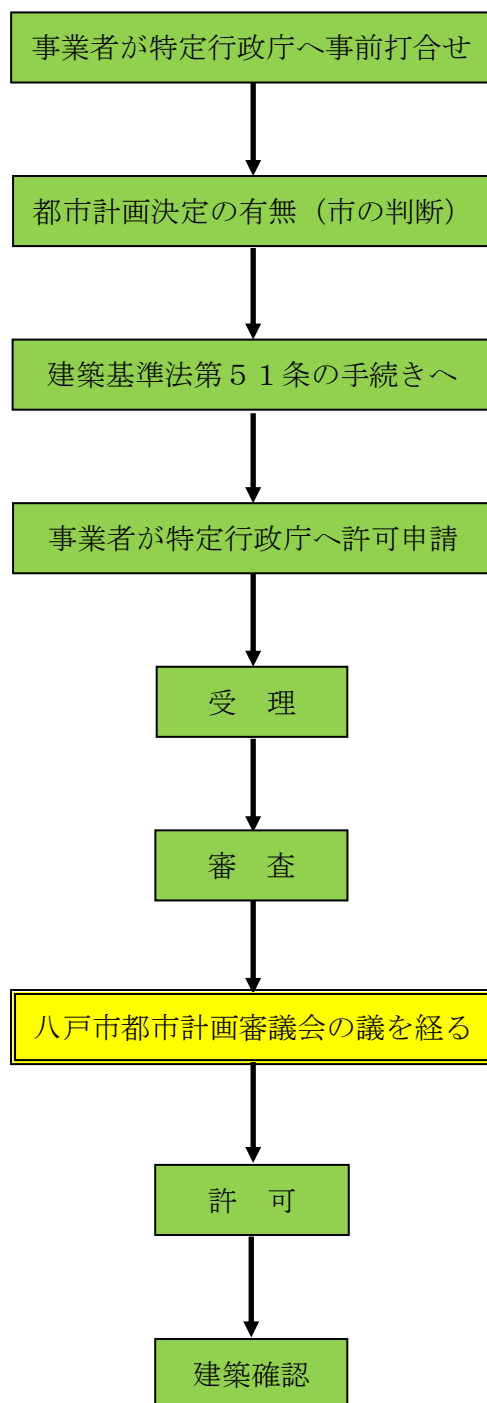 事業者が特定行政庁へ事前打合せ
都市計画決定の有無（市の判断）
建築基準法第５１条の手続きへ
事業者が特定行政庁へ許可申請
受　理
審　査
八戸市都市計画審議会の議を経る
許　可
建築確認